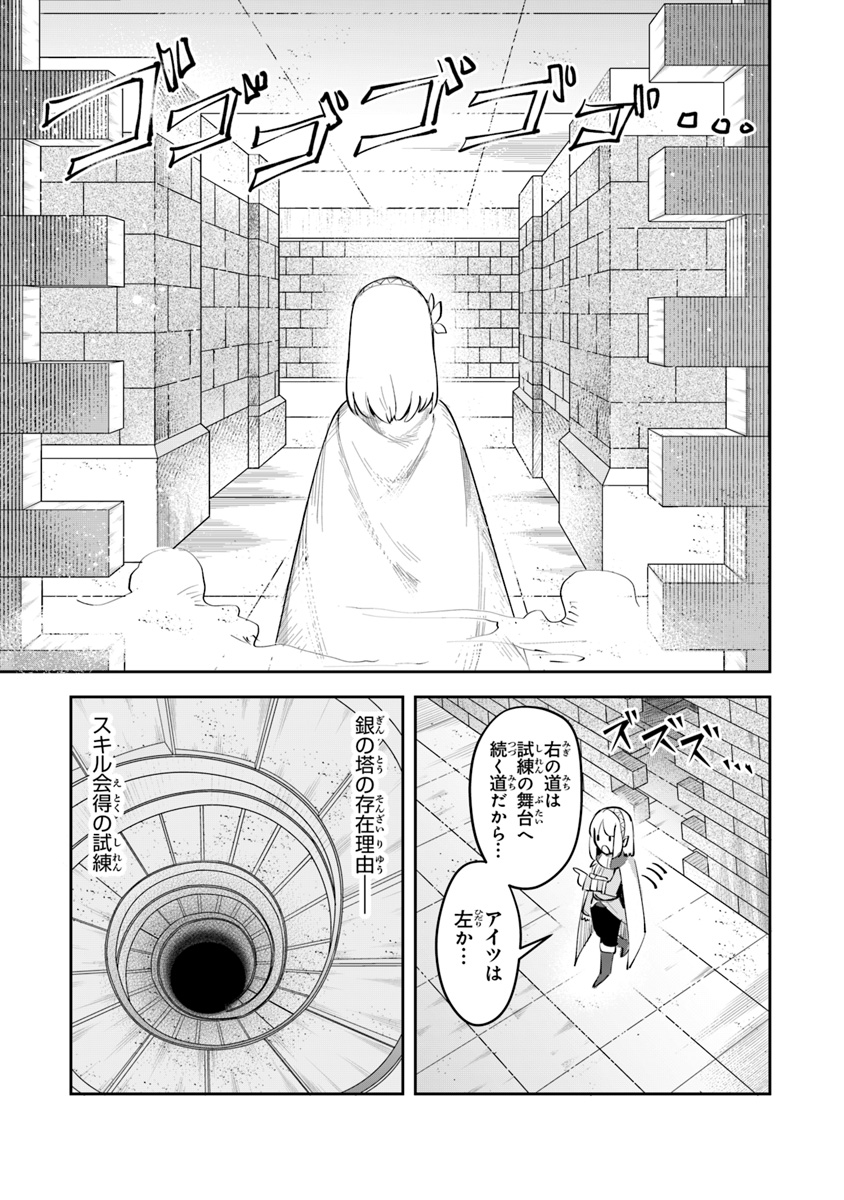 ゴゴゴゴゴゴ...
ズズズ...
右の道は
試練の舞台へ
続く道だから…
アイツは
左か…
銀の塔の存在理由――
スキル会得の試練